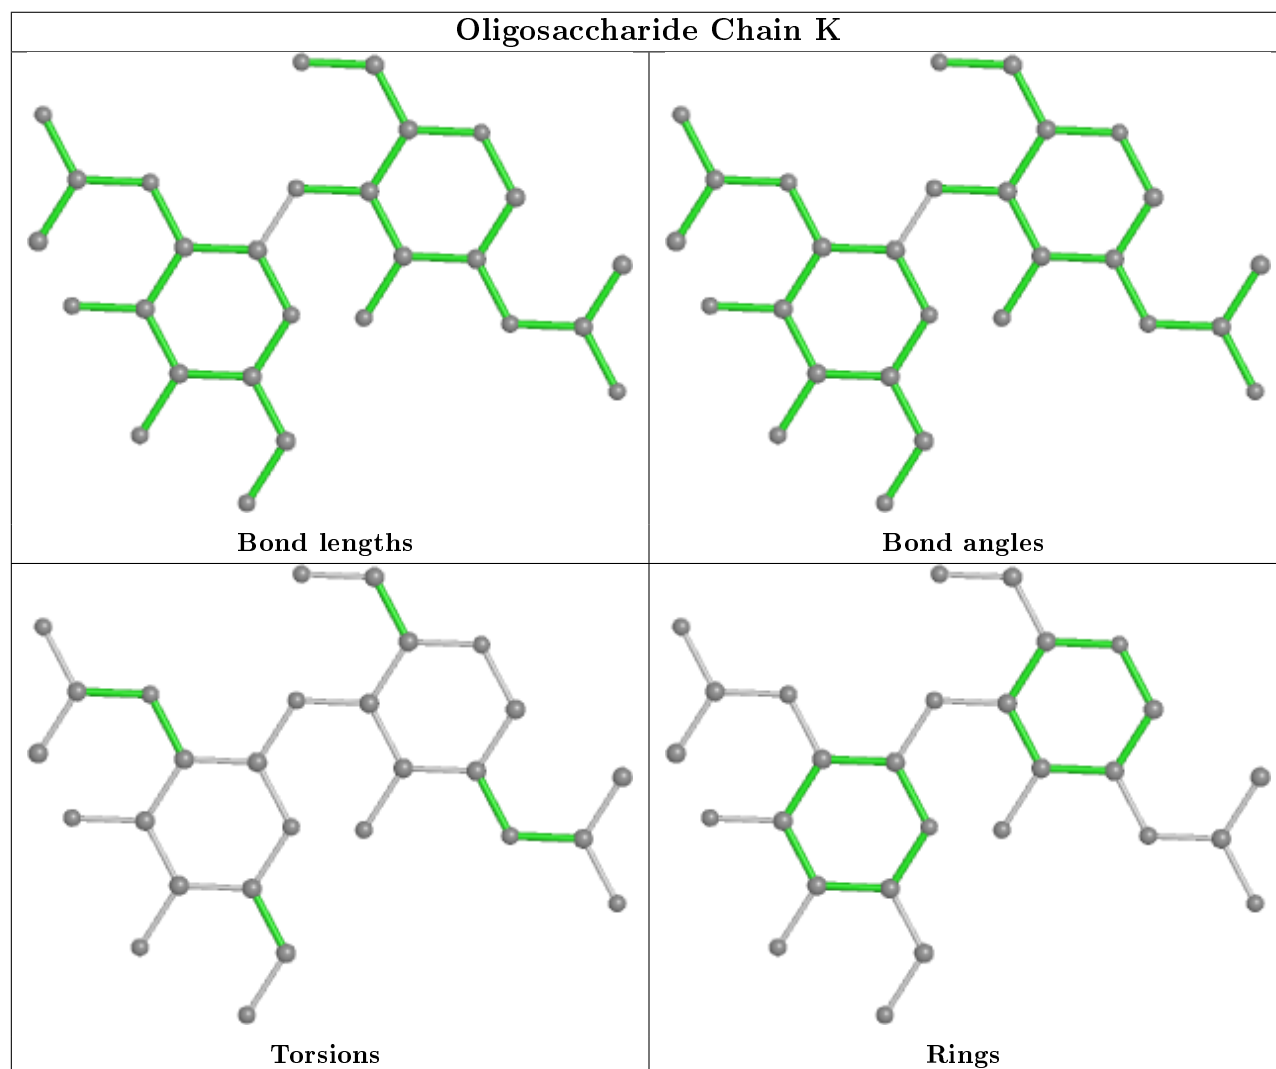 Oligosaccharide Chain K
Bond lengths
Bond angles
Torsions
Rings